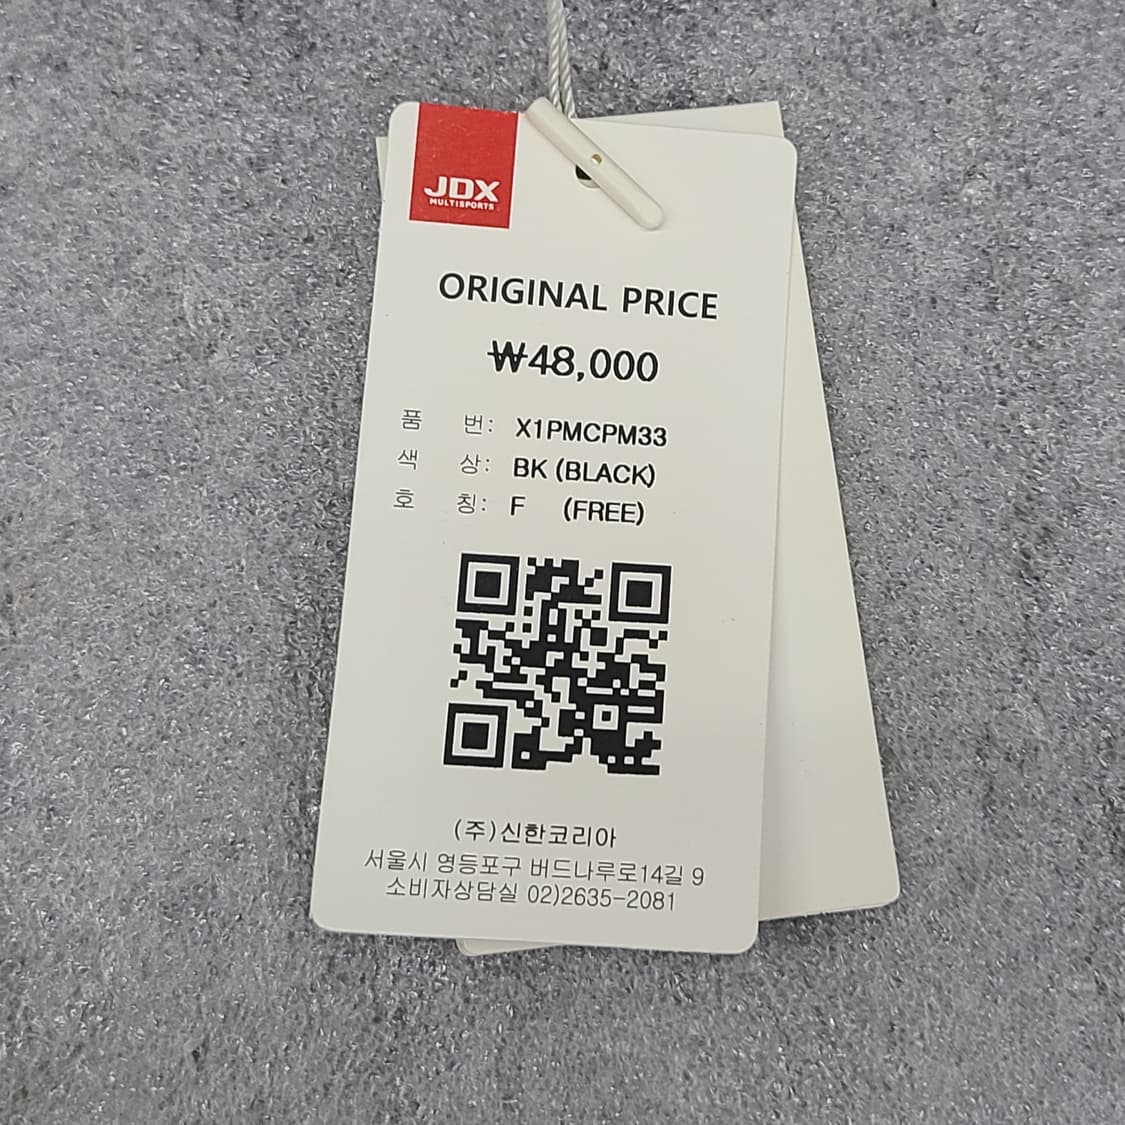 JDX
MULTISPORTS
ORIGINAL PRICE
₩48,000
품 번: X1PMCPM33
색 상: BK (BLACK)
호 칭: F (FREE)
(주)신한코리아
서울시 영등포구 버드나루로14길 9
소비자상담실 02)2635-2081